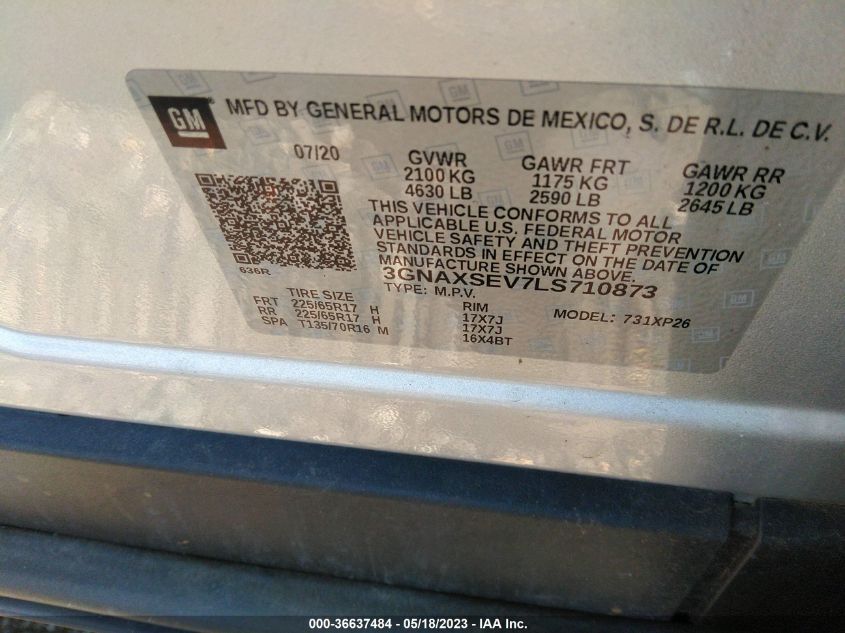 GM
MFD BY GENERAL MOTORS DE MEXICO, S. DE R.L. DE C.V.
07/20 GVWR GAWR FRT GAWR RR
2100 KG 1175 KG 1200 KG
4630 LB 2590 LB 2645 LB
THIS VEHICLE CONFORMS TO ALL
APPLICABLE U.S. FEDERAL MOTOR
VEHICLE SAFETY AND THEFT PREVENTION
STANDARDS IN EFFECT ON THE DATE OF
MANUFACTURE SHOWN ABOVE.
636R
3GNAXSEV7LS710873
TYPE: M.P.V. MODEL: 731XP26
TIRE SIZE RIM
FRT 225/65R17 H 17X7J
RR 225/65R17 H 17X7J
SPA T135/70R16 M 16X4BT
000-36637484 - 05/18/2023 - IAA Inc.